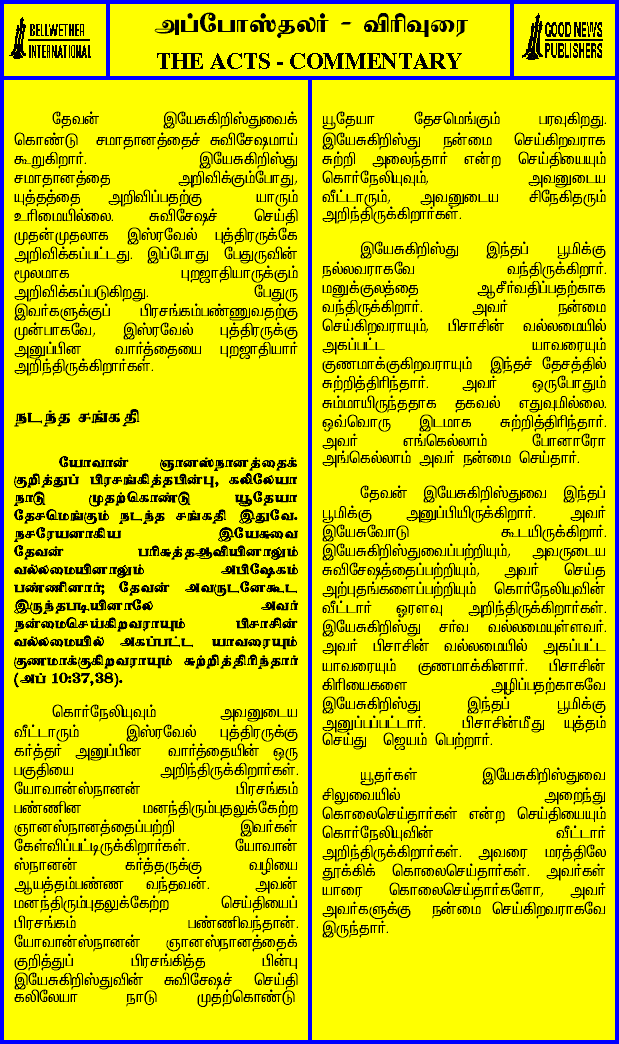 BELLWETHER
INTERNATIONAL
அப்போஸ்தலர் - விரிவுரை
THE ACTS - COMMENTARY
GOOD NEWS
PUBLISHERS
தேவன் இயேசுகிறிஸ்துவைக்
கொண்டு சமாதானத்தைச் சுவிசேஷமாய்
கூறுகிறார். இயேசுகிறிஸ்து
சமாதானத்தை அறிவிக்கும்போது,
யுத்தத்தை அறிவிப்பதற்கு யாரும்
உரிமையில்லை. சுவிசேஷச் செய்தி
முதன்முதலாக இஸ்ரவேல் புத்திரருக்கே
அறிவிக்கப்பட்டது. இப்போது பேதுருவின்
மூலமாக புறஜாதியாருக்கும்
அறிவிக்கப்படுகிறது. பேதுரு
இவர்களுக்குப் பிரசங்கம்பண்ணுவதற்கு
முன்பாகவே, இஸ்ரவேல் புத்திரருக்கு
அனுப்பின வார்த்தையை புறஜாதியார்
அறிந்திருக்கிறார்கள்.
நடந்த சங்கதி
யோவான் ஞானஸ்நானத்தைக்
குறித்துப் பிரசங்கித்தபின்பு, கலிலேயா
நாடு முதற்கொண்டு யூதேயா
தேசமெங்கும் நடந்த சங்கதி இதுவே.
நசரேயனாகிய இயேசுவை
தேவன் பரிசுத்தஆவியினாலும்
வல்லமையினாலும் அபிஷேகம்
பண்ணினார்; தேவன் அவருடனேகூட
இருந்தபடியினாலே அவர்
நன்மைசெய்கிறவராயும் பிசாசின்
வல்லமையில் அகப்பட்ட யாவரையும்
குணமாக்குகிறவராயும் சுற்றித்திரிந்தார்
(அப் 10:37,38).
கொர்நேலியுவும் அவனுடைய
வீட்டாரும் இஸ்ரவேல் புத்திரருக்கு
கர்த்தர் அனுப்பின வார்த்தையின் ஒரு
பகுதியை அறிந்திருக்கிறார்கள்.
யோவான்ஸ்நானன் பிரசங்கம்
பண்ணின மனந்திரும்புதலுக்கேற்ற
ஞானஸ்நானத்தைப்பற்றி இவர்கள்
கேள்விப்பட்டிருக்கிறார்கள். யோவான்
ஸ்நானன் கர்த்தருக்கு வழியை
ஆயத்தம்பண்ண வந்தவன். அவன்
மனந்திரும்புதலுக்கேற்ற செய்தியைப்
பிரசங்கம் பண்ணிவந்தான்.
யோவான்ஸ்நானன் ஞானஸ்நானத்தைக்
குறித்துப் பிரசங்கித்த பின்பு
இயேசுகிறிஸ்துவின் சுவிசேஷச் செய்தி
கலிலேயா நாடு முதற்கொண்டு
யூதேயா தேசமெங்கும் பரவுகிறது.
இயேசுகிறிஸ்து நன்மை செய்கிறவராக
சுற்றி அலைந்தார் என்ற செய்தியையும்
கொர்நேலியுவும், அவனுடைய
வீட்டாரும், அவனுடைய சிநேகிதரும்
அறிந்திருக்கிறார்கள்.
இயேசுகிறிஸ்து இந்தப் பூமிக்கு
நல்லவராகவே வந்திருக்கிறார்.
மனுக்குலத்தை ஆசீர்வதிப்பதற்காக
வந்திருக்கிறார். அவர் நன்மை
செய்கிறவராயும், பிசாசின் வல்லமையில்
அகப்பட்ட யாவரையும்
குணமாக்குகிறவராயும் இந்தச் தேசத்தில்
சுற்றித்திரிந்தார். அவர் ஒருபோதும்
சும்மாயிருந்ததாக தகவல் எதுவுமில்லை.
ஒவ்வொரு இடமாக சுற்றித்திரிந்தார்.
அவர் எங்கெல்லாம் போனாரோ
அங்கெல்லாம் அவர் நன்மை செய்தார்.
தேவன் இயேசுகிறிஸ்துவை இந்தப்
பூமிக்கு அனுப்பியிருக்கிறார். அவர்
இயேசுவோடு கூடயிருக்கிறார்.
இயேசுகிறிஸ்துவைப்பற்றியும், அவருடைய
சுவிசேஷத்தைப்பற்றியும், அவர் செய்த
அற்புதங்களைப்பற்றியும் கொர்நேலியுவின்
வீட்டார் ஓரளவு அறிந்திருக்கிறார்கள்.
இயேசுகிறிஸ்து சர்வ வல்லமையுள்ளவர்.
அவர் பிசாசின் வல்லமையில் அகப்பட்ட
யாவரையும் குணமாக்கினார். பிசாசின்
கிரியைகளை அழிப்பதற்காகவே
இயேசுகிறிஸ்து இந்தப் பூமிக்கு
அனுப்பப்பட்டார். பிசாசின்மீது யுத்தம்
செய்து ஜெயம் பெற்றார்.
யூதர்கள் இயேசுகிறிஸ்துவை
சிலுவையில் அறைந்து
கொலைசெய்தார்கள் என்ற செய்தியையும்
கொர்நேலியுவின் வீட்டார்
அறிந்திருக்கிறார்கள். அவரை மரத்திலே
தூக்கிக் கொலைசெய்தார்கள். அவர்கள்
யாரை கொலைசெய்தார்களோ, அவர்
அவர்களுக்கு நன்மை செய்கிறவராகவே
இருந்தார்.